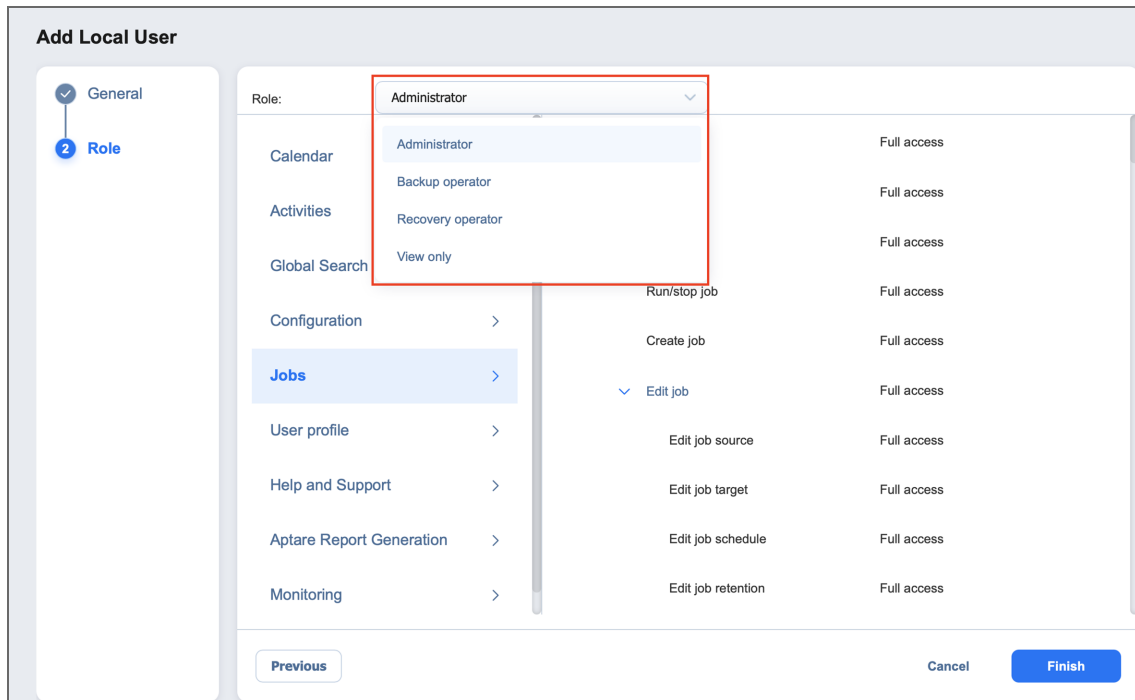 Add Local User
General
2 Role
Role:
Administrator
Administrator
Backup operator
Recovery operator
View only
Calendar
Activities
Global Search
Configuration
Jobs
User profile
Help and Support
Aptare Report Generation
Monitoring
Full access
Full access
Full access
Run/stop job Full access
Create job Full access
Edit job Full access
Edit job source Full access
Edit job target Full access
Edit job schedule Full access
Edit job retention Full access
Previous
Cancel
Finish